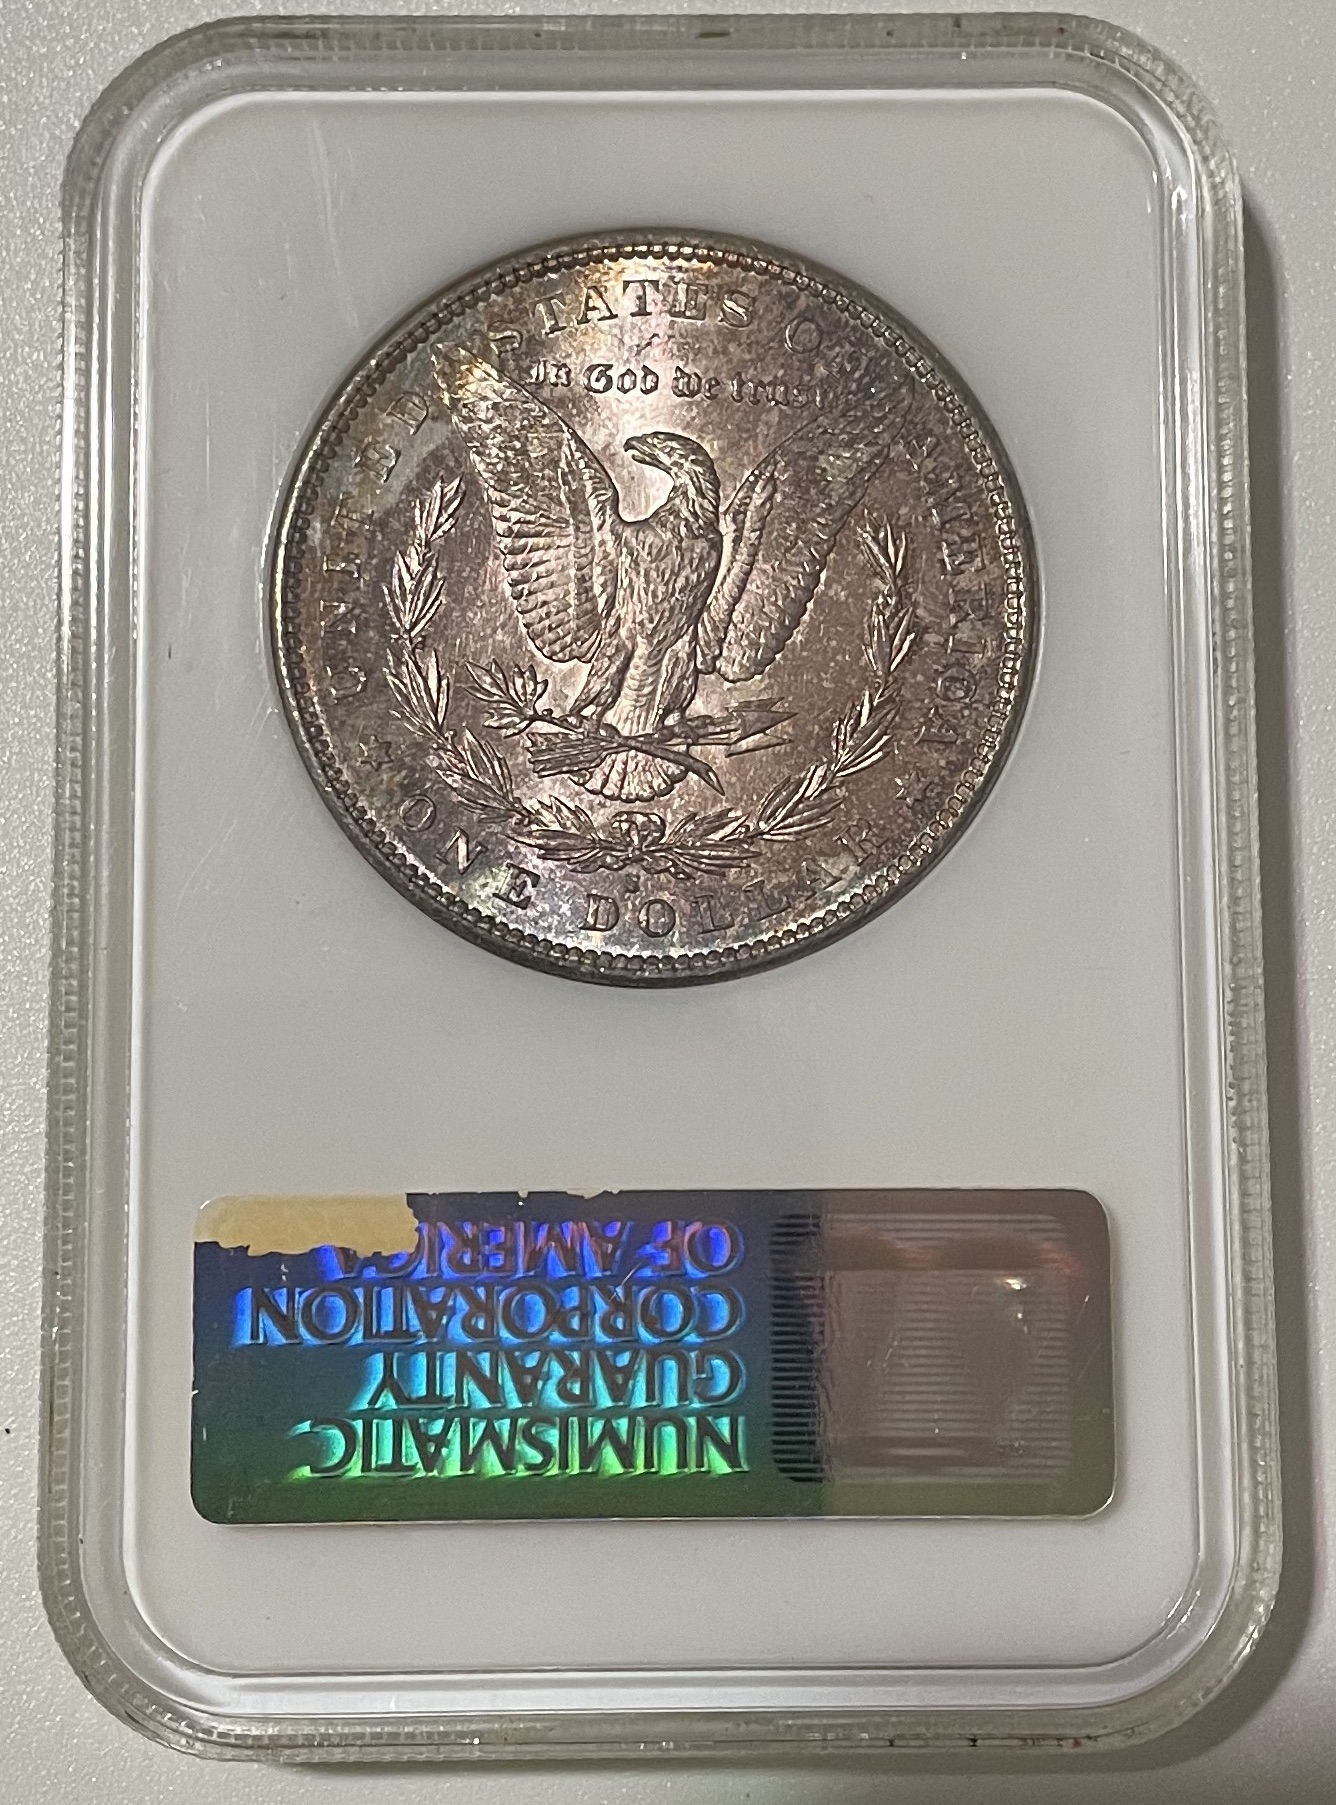 UNITED STATES OF AMERICA
In God we trust
S
ONE DOLLAR
NUMISMATIC
GUARANTY
CORPORATION
OF AMERICA